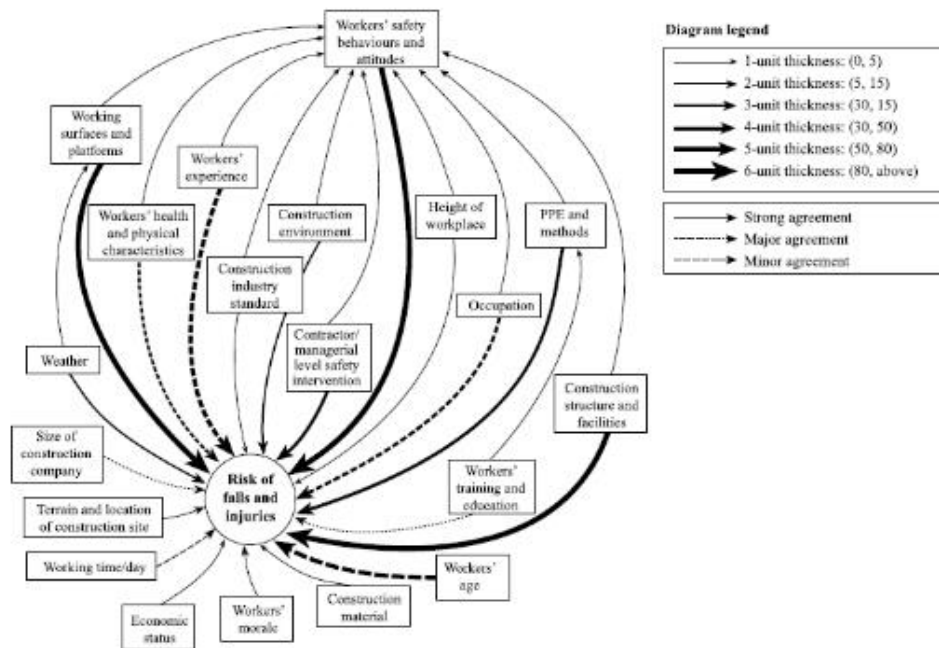 Workers' safety
behaviours and
attitudes
Working
surfaces and
platforms
Workers'
experience
Workers' health
and physical
characteristics
Construction
environment
Height of
workplace
PPE and
methods
Construction
industry
standard
Occupation
Contractor/
managerial
level safety
intervention
Weather
Construction
structure and
facilities
Size of
construction
company
Risk of
falls and
injuries
Workers'
training and
education
Terrain and location
of construction site
Working time/day
Workers'
age
Economic
status
Workers'
morale
Construction
material
Diagram legend
1-unit thickness: (0, 5)
2-unit thickness: (5, 15)
3-unit thickness: (30, 15)
4-unit thickness: (30, 50)
5-unit thickness: (50, 80)
6-unit thickness: (80, above)
Strong agreement
Major agreement
Minor agreement